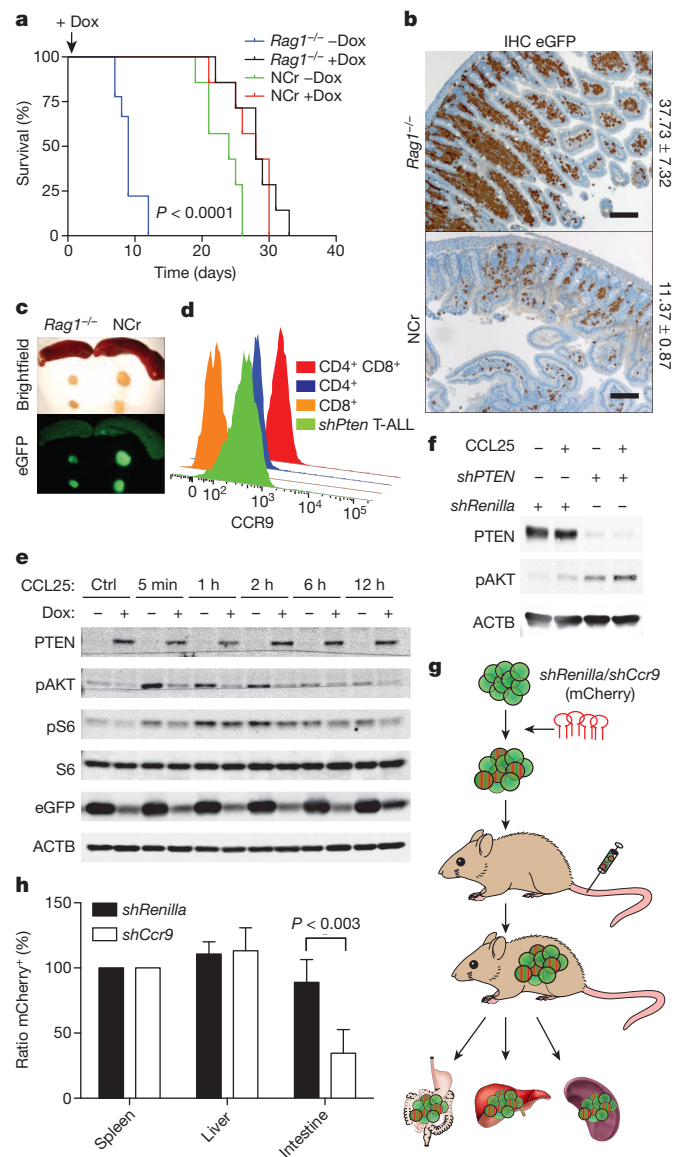 a
+ Dox
Rag1⁻/⁻ –Dox
Rag1⁻/⁻ +Dox
NCr –Dox
NCr +Dox
Survival (%)
100
75
50
25
0
P < 0.0001
0 10 20 30 40
Time (days)
b
IHC eGFP
Rag1⁻/⁻
37.73 ± 7.32
NCr
11.37 ± 0.87
c
Rag1⁻/⁻ NCr
Brightfield
eGFP
d
CD4⁺ CD8⁺
CD4⁺
CD8⁺
shPten T-ALL
0 10² 10³ 10⁴ 10⁵
CCR9
e
CCL25: Ctrl 5 min 1 h 2 h 6 h 12 h
Dox: – + – + – + – + – + – +
PTEN
pAKT
pS6
S6
eGFP
ACTB
f
CCL25 – + – +
shPTEN – – + +
shRenilla + + – –
PTEN
pAKT
ACTB
g
shRenilla/shCcr9
(mCherry)
h
Ratio mCherry⁺ (%)
150
100
50
0
shRenilla
shCcr9
P < 0.003
Spleen
Liver
Intestine